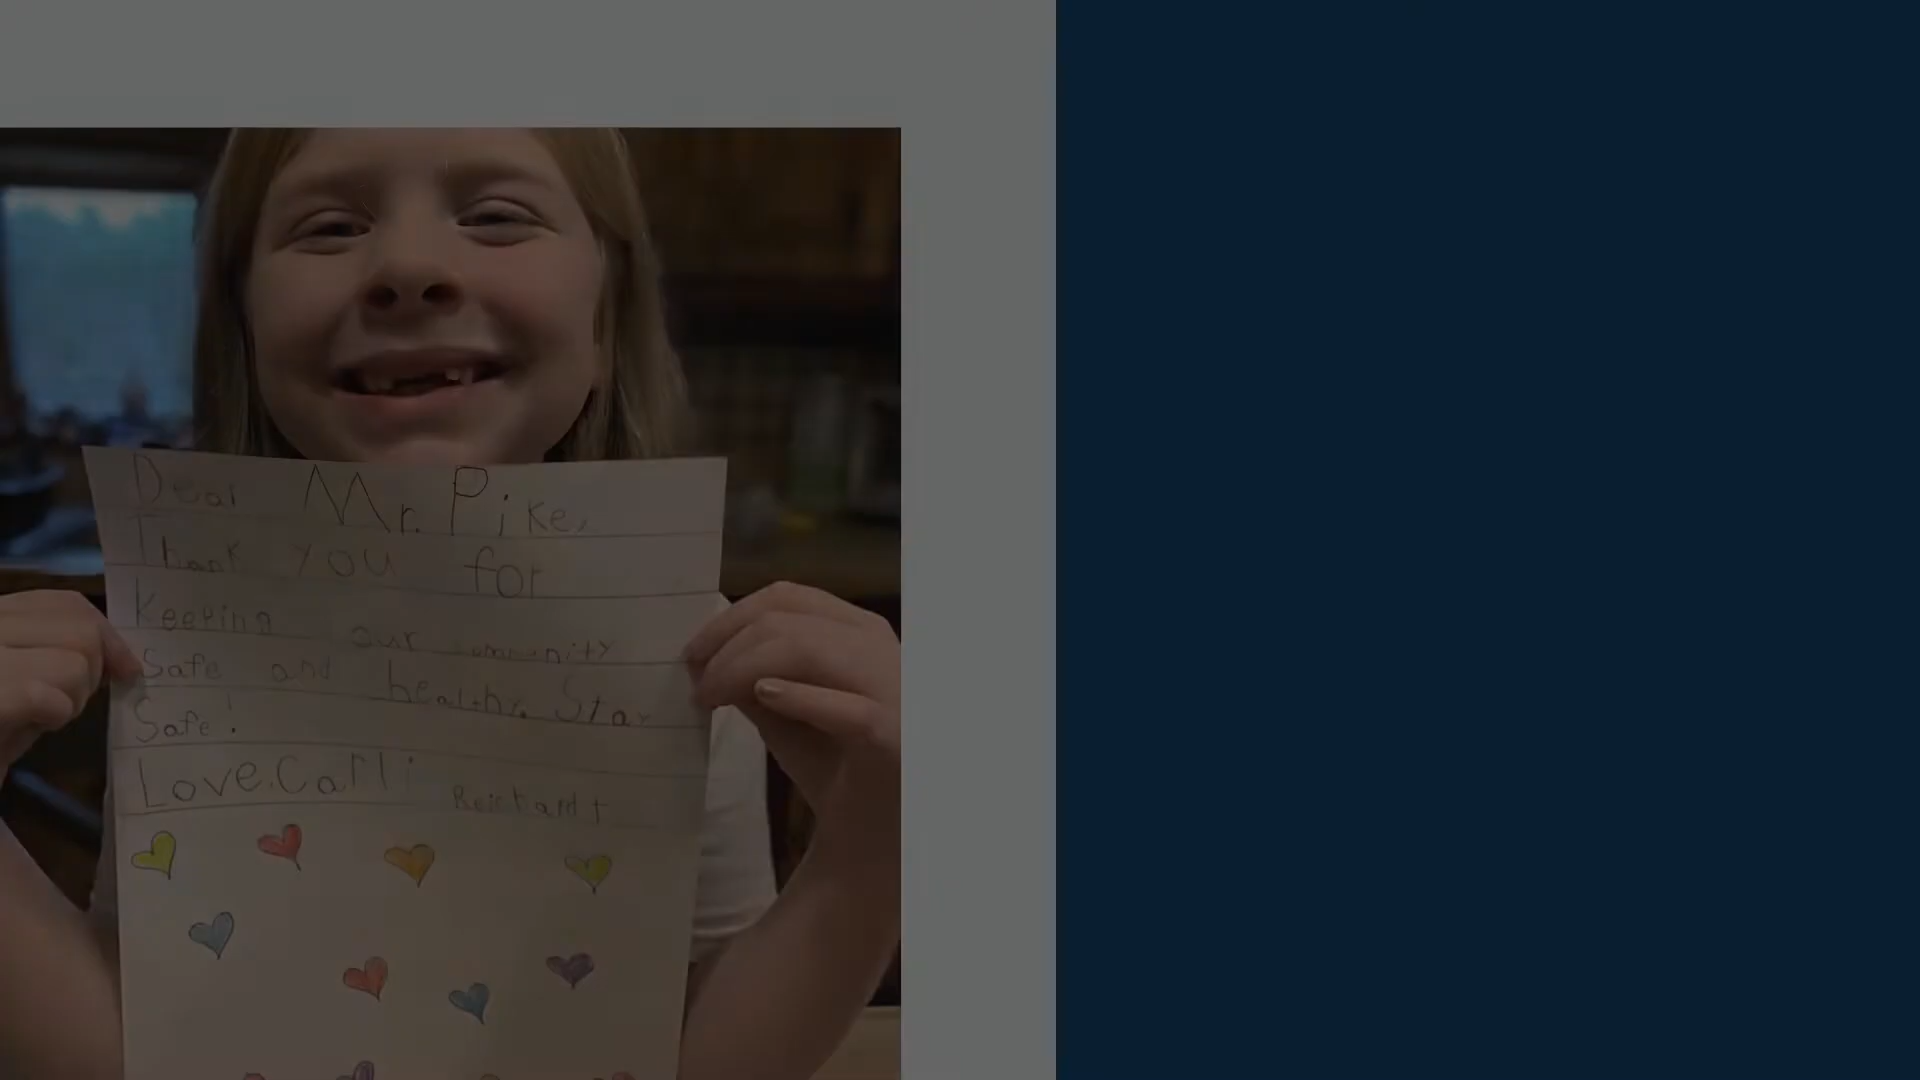 Dear Mr. Pike,
Thank you for
Keeping our community
Safe and healthy. Stay
Safe!
Love, Carli Reichardt